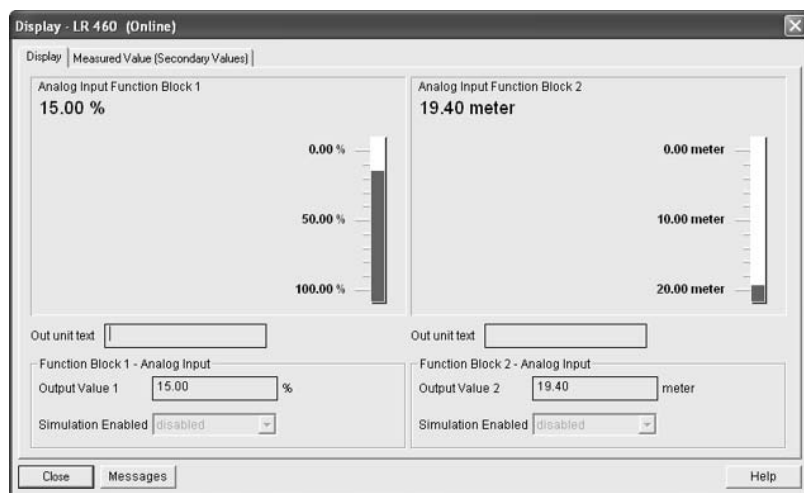 Display - LR 460 (Online)
Display
Measured Value (Secondary Values)
Analog Input Function Block 1
15.00 %
0.00 %
50.00 %
100.00 %
Analog Input Function Block 2
19.40 meter
0.00 meter
10.00 meter
20.00 meter
Out unit text
Out unit text
Function Block 1 - Analog Input
Output Value 1 15.00 %
Simulation Enabled disabled
Function Block 2 - Analog Input
Output Value 2 19.40 meter
Simulation Enabled disabled
Close Messages Help